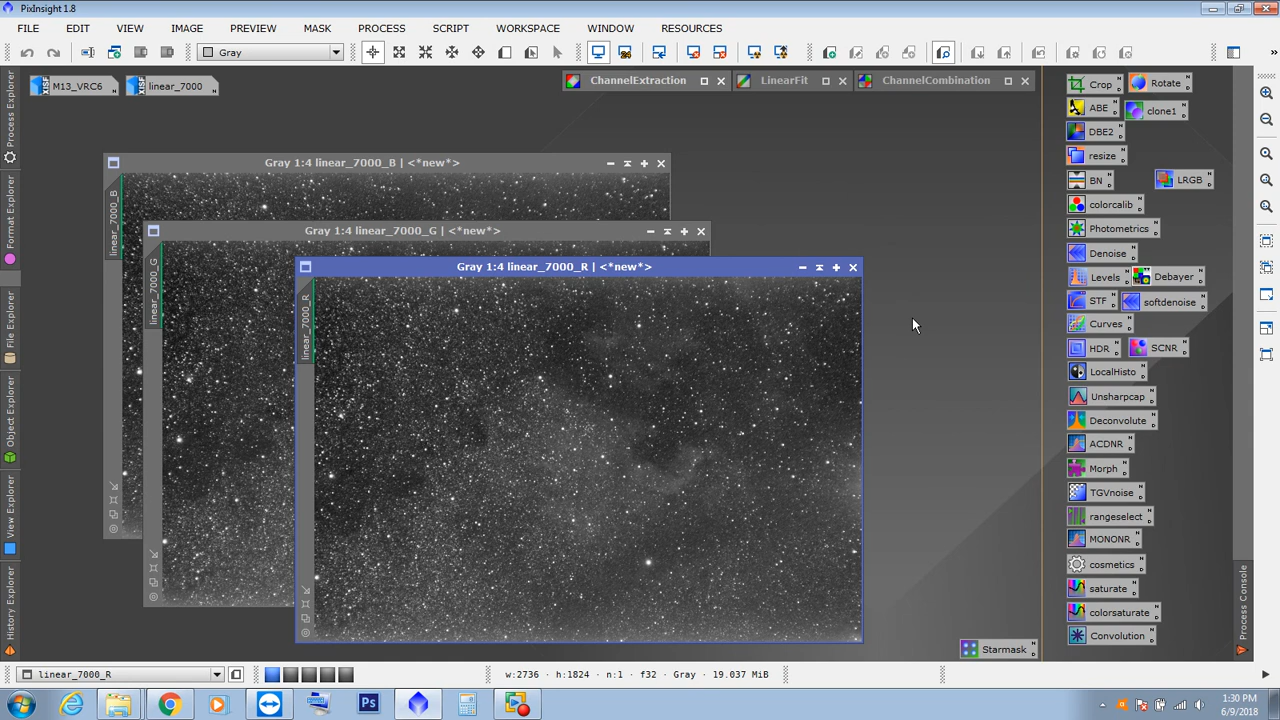 PixInsight 1.8
FILE EDIT VIEW IMAGE PROCESS PREVIEW MASK SCRIPT WORKSPACE WINDOW RESOURCES
Gray
M13_VRC6 linear_7000
ChannelExtraction LinearFit ChannelCombination
Process Explorer
Format Explorer
File Explorer
Object Explorer
View Explorer
History Explorer
Gray 1:4 linear_7000_B | <*new*>
linear_7000_B
Gray 1:4 linear_7000_G | <*new*>
linear_7000_G
Gray 1:4 linear_7000_R | <*new*>
linear_7000_R
Crop Rotate
ABE clone1
DBE2
resize
BN LRGB
colorcalib
Photometrics
Denoise
Levels Debayer
STF softdenoise
Curves
HDR SCNR
LocalHisto
Unsharpcap
Deconvolute
ACDNR
Morph
TGVnoise
rangeselect
MONONR
cosmetics
saturate
colorsaturate
Convolution
Starmask
Process Console
linear_7000_R
w:2736 · h:1824 · n:1 · f32 · Gray · 19.037 MiB
Ps
1:30 PM
6/9/2018